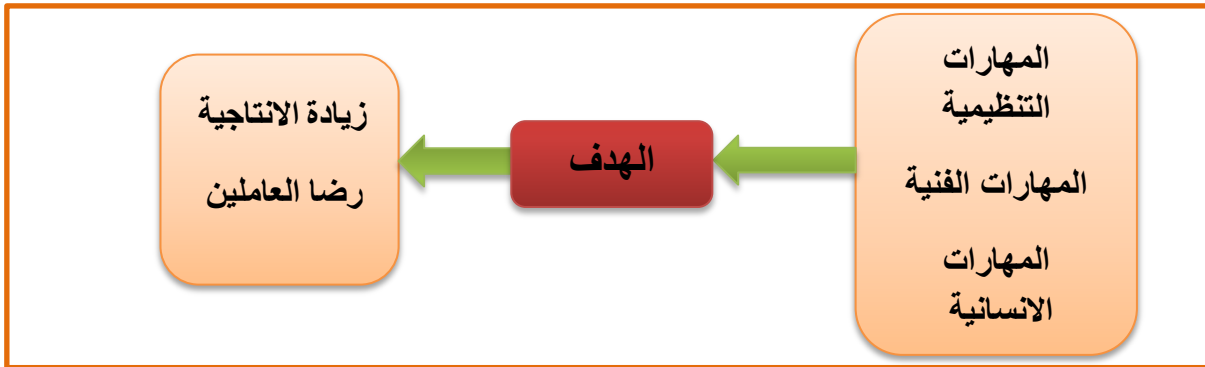 المهارات
التنظيمية
المهارات الفنية
المهارات
الانسانية
الهدف
زيادة الانتاجية
رضا العاملين